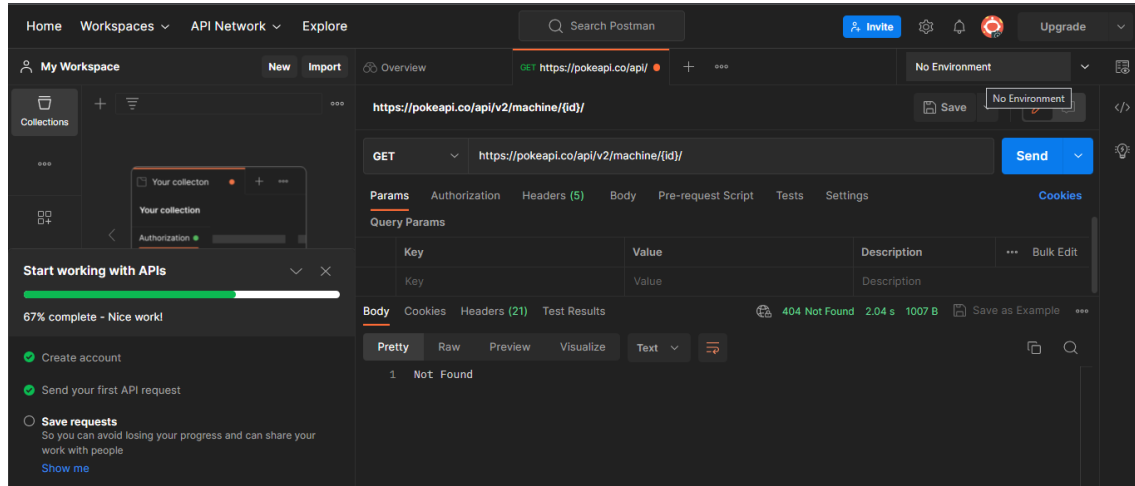 Home Workspaces API Network Explore Search Postman Invite Upgrade
My Workspace New Import Overview GET https://pokeapi.co/api/ No Environment
Collections
https://pokeapi.co/api/v2/machine/{id}/ Save No Environment
GET https://pokeapi.co/api/v2/machine/{id}/ Send
Your collecton
Your collection
Authorization
Params Authorization Headers (5) Body Pre-request Script Tests Settings Cookies
Query Params
Key Value Description Bulk Edit
Key Value Description
Start working with APIs
67% complete - Nice work!
Create account
Send your first API request
Save requests
So you can avoid losing your progress and can share your
work with people
Show me
Body Cookies Headers (21) Test Results 404 Not Found 2.04 s 1007 B Save as Example
Pretty Raw Preview Visualize Text
1 Not Found